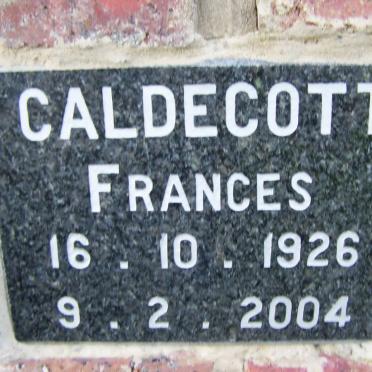 CALDECOTT
FRANCES
16 . 10 . 1926
9 . 2 . 2004